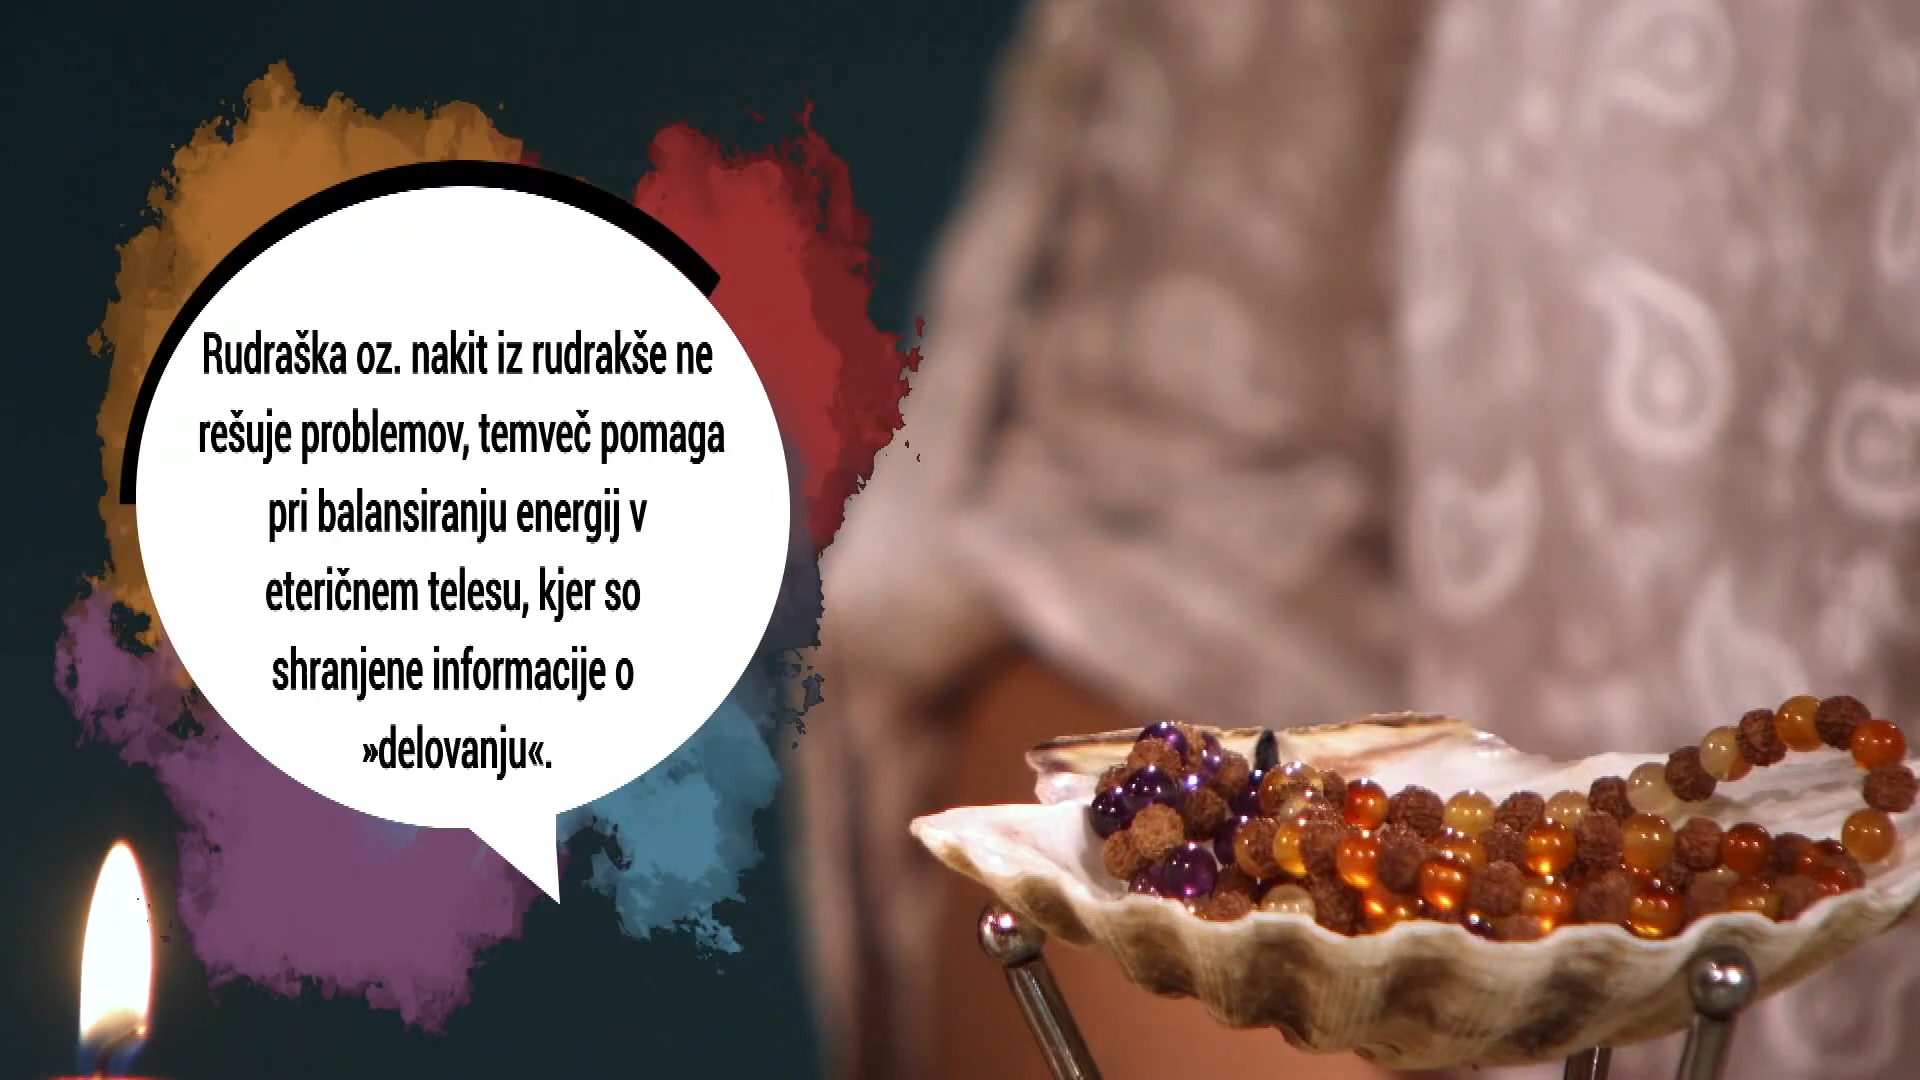 Rudraška oz. nakit iz rudrakše ne
rešuje problemov, temveč pomaga
pri balansiranju energij v
eteričnem telesu, kjer so
shranjene informacije o
»delovanju«.